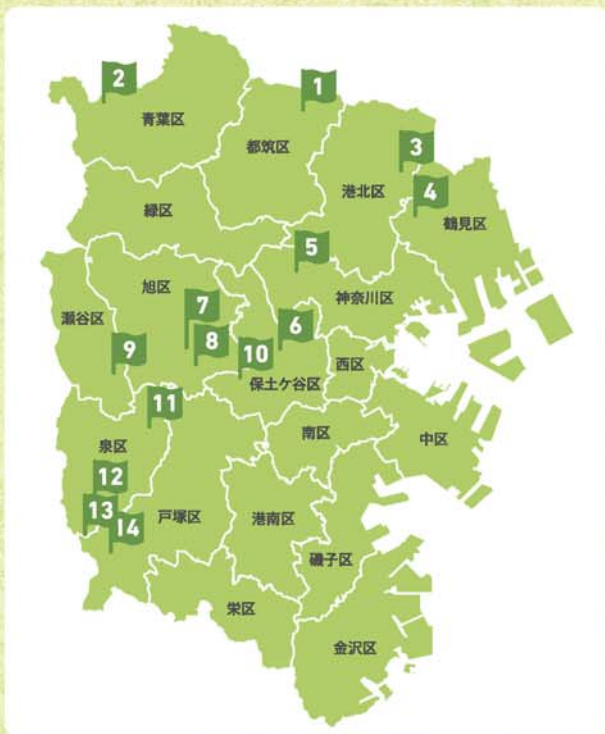 2
1
青葉区
都筑区
3
港北区
4
鶴見区
緑区
5
旭区
神奈川区
瀬谷区
7
6
8
9
10
西区
保土ケ谷区
11
南区
中区
泉区
12
13
14
戸塚区
港南区
磯子区
栄区
金沢区